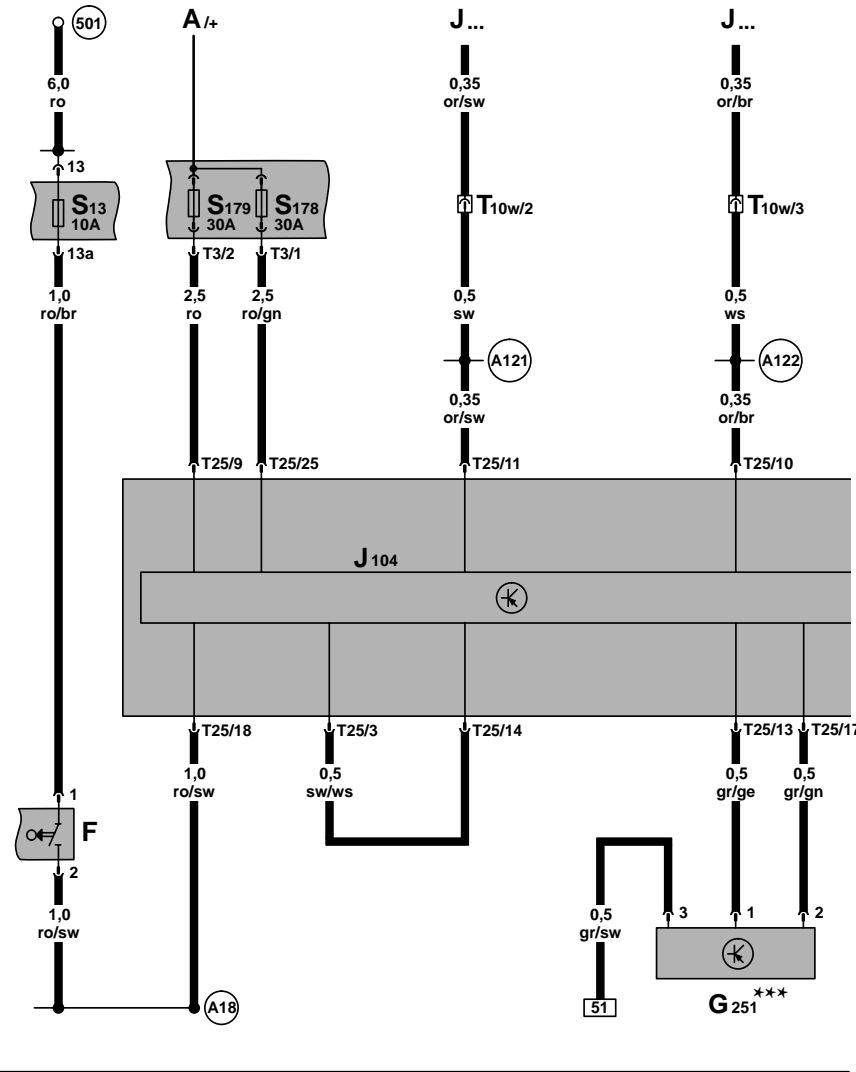 501
A/+
J...
J...
6,0
ro
0,35
or/sw
0,35
or/br
13
S13
10A
S179
30A
S178
30A
T10w/2
T10w/3
13a
T3/2
T3/1
1,0
ro/br
2,5
ro
2,5
ro/gn
0,5
sw
0,5
ws
A121
A122
0,35
or/sw
0,35
or/br
T25/9
T25/25
T25/11
T25/10
J104
T25/18
T25/3
T25/14
T25/13
T25/17
1,0
ro/sw
0,5
sw/ws
0,5
gr/ge
0,5
gr/gn
1
F
2
1,0
ro/sw
0,5
gr/sw
3
1
2
A18
51
G251 ***